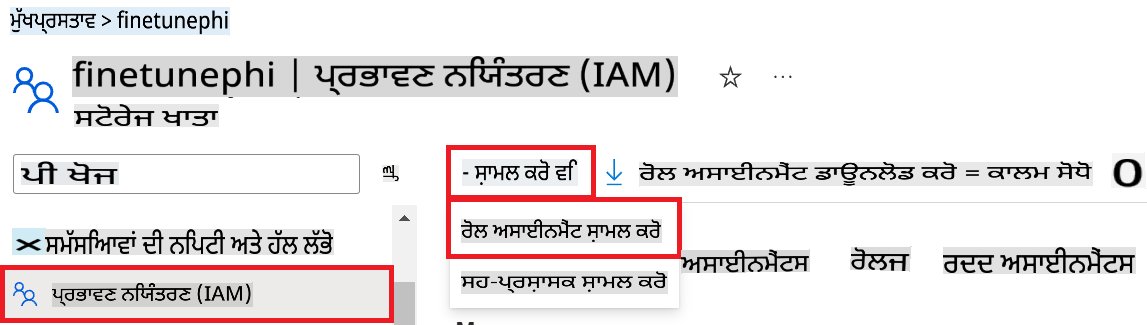 ਮੁੱਖਪ੍ਰਸਤਾਵ > finetunephi
finetunephi | ਪ੍ਰਭਾਵਣ ਨਯਿੰਤਰਣ (IAM)
ਸਟੋਰੇਜ ਖਾਤਾ
ਪੀ ਖੋਜ
- ਸ਼ਾਮਲ ਕਰੋ ਵਿ
ਰੋਲ ਅਸਾਈਨਮੈਂਟ ਡਾਊਨਲੋਡ ਕਰੋ = ਕਾਲਮ ਸੋਧੋ
O
ਰੋਲ ਅਸਾਈਨਮੈਂਟ ਸ਼ਾਮਲ ਕਰੋ
ਸਮੱਸਆਿਵਾਂ ਦੀ ਨਪਿਟੀ ਅਤੇ ਹੱਲ ਲੱਭੋ
ਅਸਾਈਨਮੈਂਟਸ
ਰੋਲਜ
ਰਦਦ ਅਸਾਈਨਮੈਂਟਸ
ਸਹ-ਪ੍ਰਸ਼ਾਸਕ ਸ਼ਾਮਲ ਕਰੋ
ਪ੍ਰਭਾਵਣ ਨਯਿੰਤਰਣ (IAM)